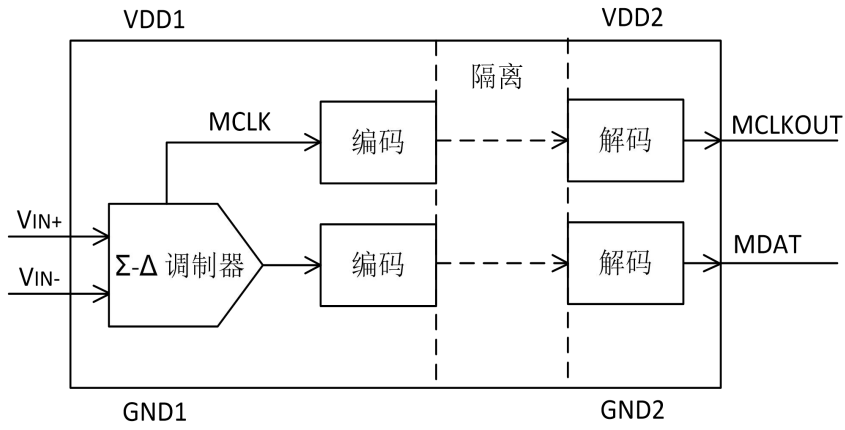 VDD1
VDD2
隔离
MCLK
编码
解码
MCLKOUT
VIN+
VIN-
Σ-Δ 调制器
编码
解码
MDAT
GND1
GND2